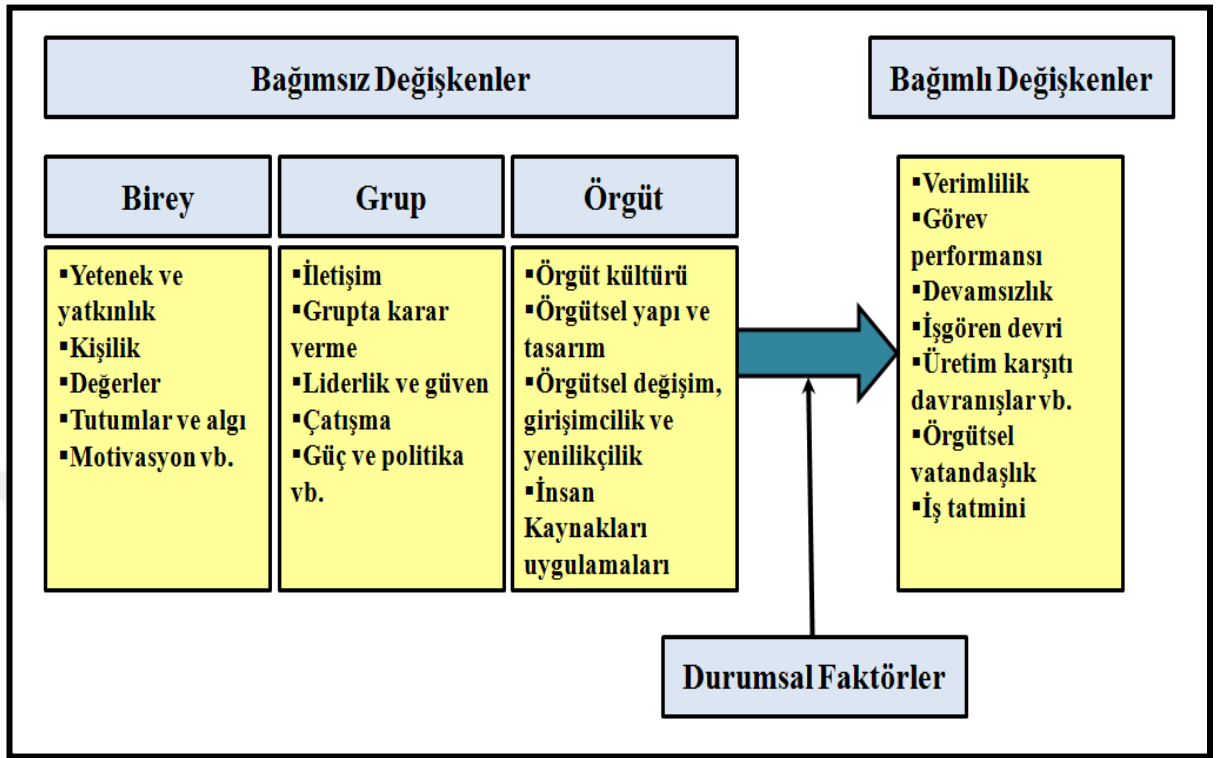 Bağımsız Değişkenler
Bağımlı Değişkenler
Birey
Grup
Örgüt
▪Yetenek ve
yatkınlık
▪Kişilik
▪Değerler
▪Tutumlar ve algı
▪Motivasyon vb.
▪İletişim
▪Grupta karar
verme
▪Liderlik ve güven
▪Çatışma
▪Güç ve politika
vb.
▪Örgüt kültürü
▪Örgütsel yapı ve
tasarım
▪Örgütsel değişim,
girişimcilik ve
yenilikçilik
▪İnsan
Kaynakları
uygulamaları
▪Verimlilik
▪Görev
performansı
▪Devamsızlık
▪İşgören devri
▪Üretim karşıtı
davranışlar vb.
▪Örgütsel
vatandaşlık
▪İş tatmini
Durumsal Faktörler